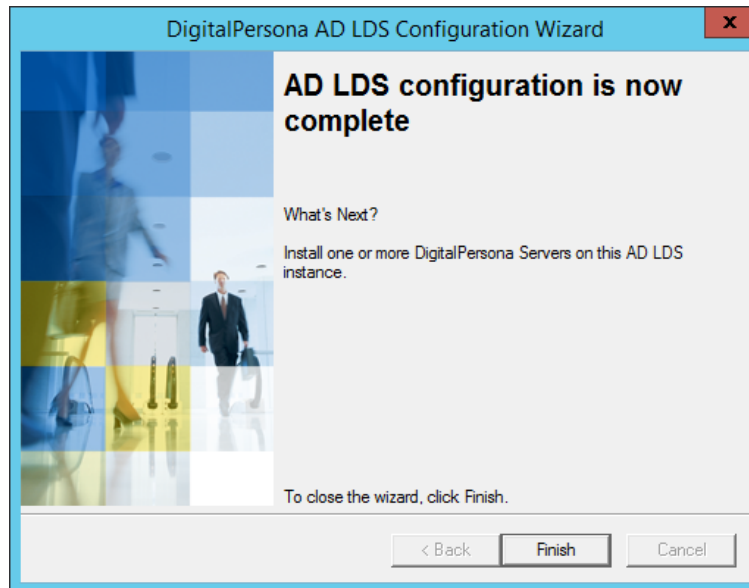 DigitalPersona AD LDS Configuration Wizard
x
AD LDS configuration is now
complete
What's Next?
Install one or more DigitalPersona Servers on this AD LDS
instance.
To close the wizard, click Finish.
< Back
Finish
Cancel